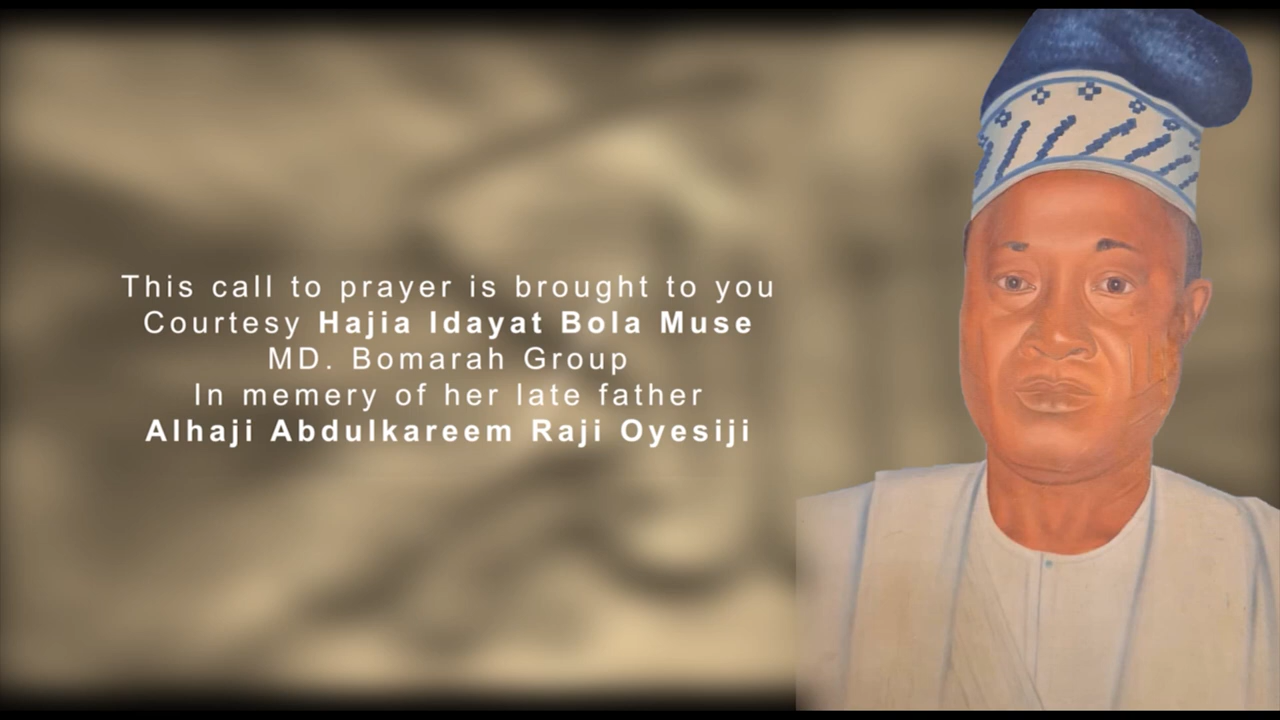 This call to prayer is brought to you
Courtesy Hajia Idayat Bola Muse
MD. Bomarah Group
In memery of her late father
Alhaji Abdulkareem Raji Oyesiji